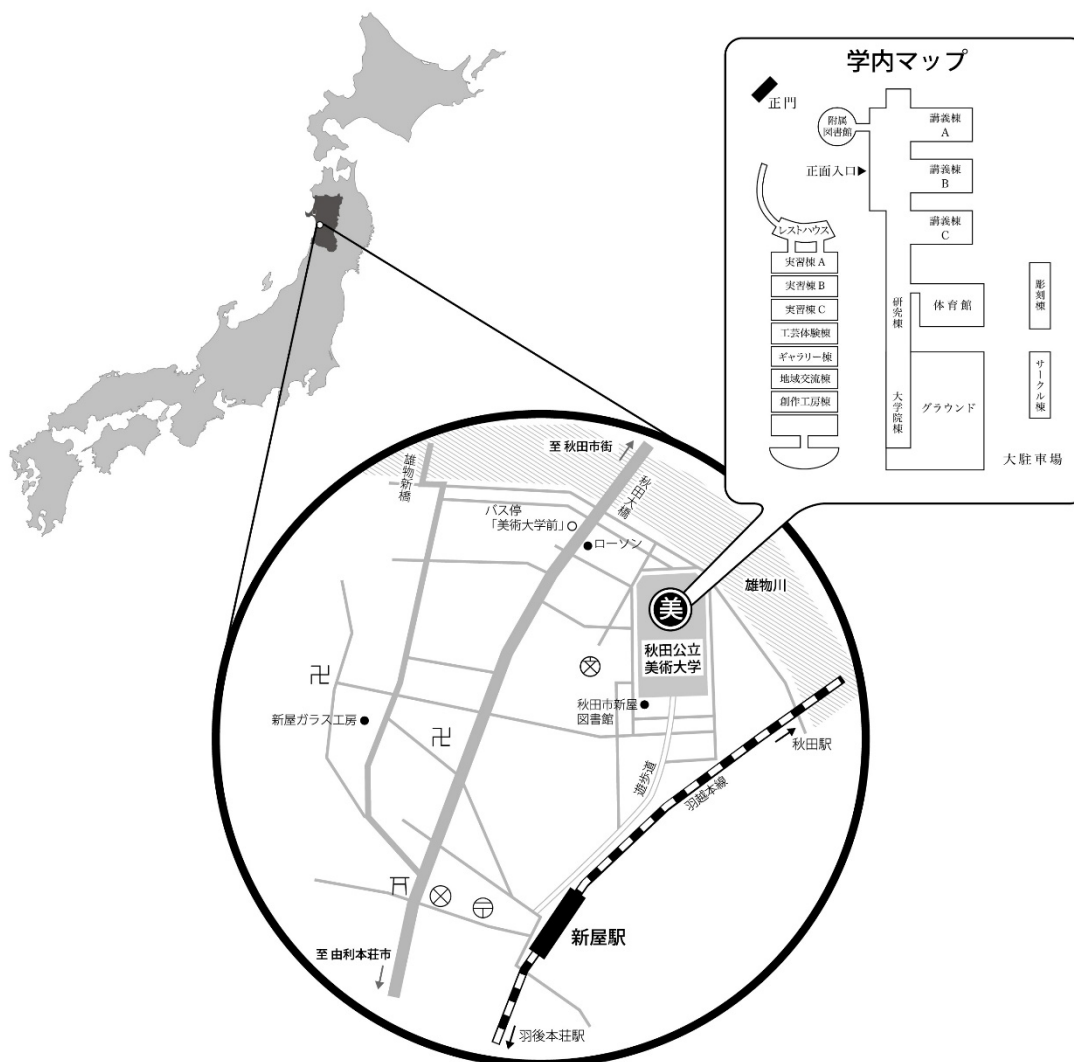 学内マップ
正門
附属
図書館
講義棟
A
正面入口▶
講義棟
B
講義棟
C
レストハウス
実習棟 A
実習棟 B
実習棟 C
工芸体験棟
ギャラリー棟
地域交流棟
創作工房棟
研究棟
体育館
彫刻棟
大学院棟
グラウンド
サークル棟
大駐車場
至 秋田市街
雄物新橋
秋田大橋
バス停
「美術大学前」
ローソン
雄物川
美
秋田公立
美術大学
文
秋田市新屋
図書館
卍
新屋ガラス工房
卍
秋田駅
遊歩道
羽越本線
新屋駅
至 由利本荘市
羽後本荘駅